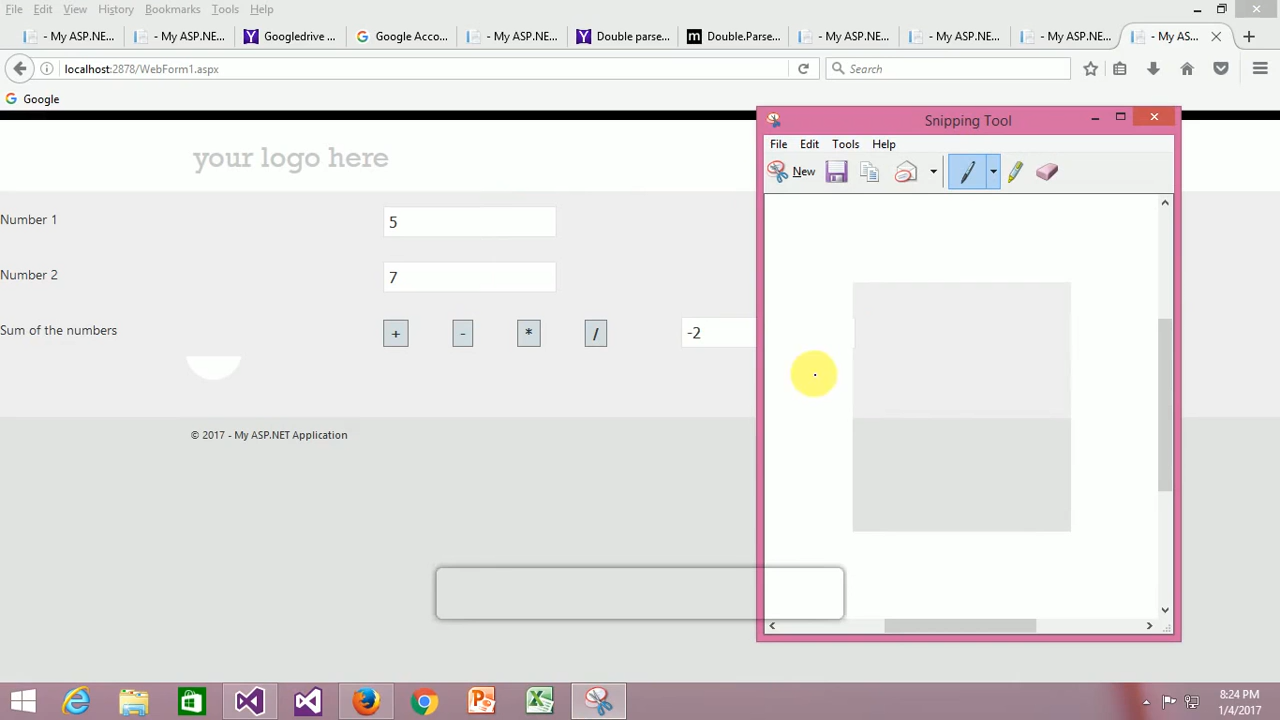 File Edit View History Bookmarks Tools Help
- My ASP.NE... - My ASP.NE... Googledrive ... Google Acco... - My ASP.NE... Double parse... Double.Parse... - My ASP.NE... - My ASP.NE... - My ASP.NE... - My AS...
localhost:2878/WebForm1.aspx
Search
Google
your logo here
Number 1
5
Number 2
7
Sum of the numbers
+ - * /
-2
© 2017 - My ASP.NET Application
Snipping Tool
File Edit Tools Help
New
8:24 PM
1/4/2017